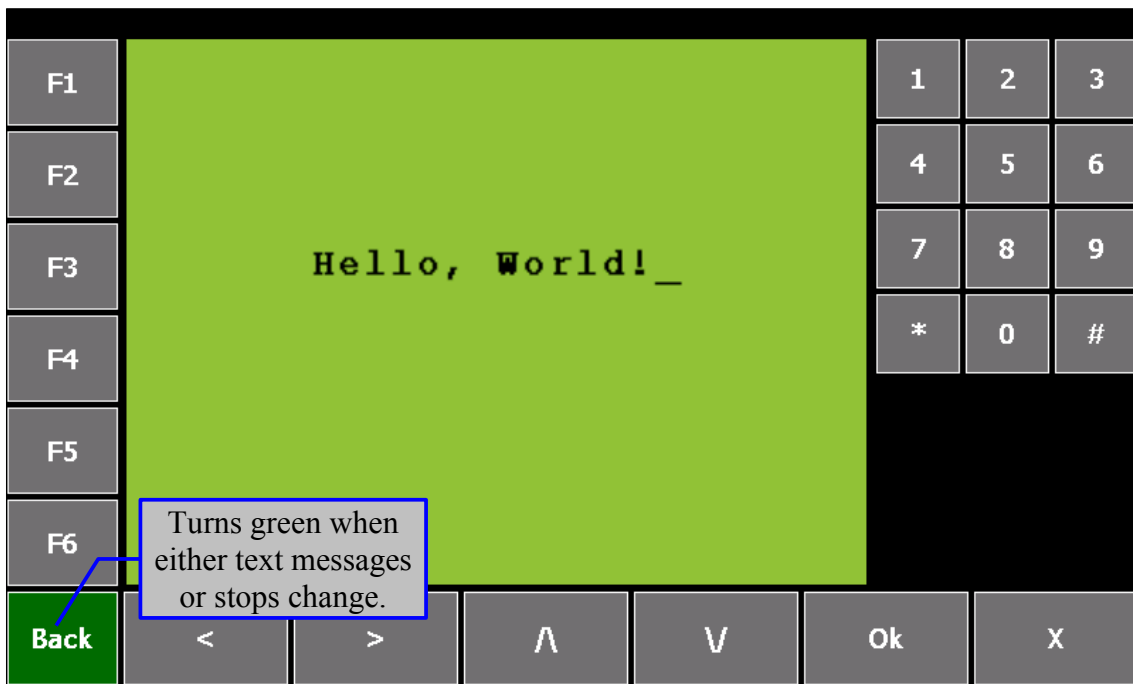 F1
1 2 3
F2
4 5 6
F3
Hello, World!_
7 8 9
F4
* 0 #
F5
F6
Turns green when
either text messages
or stops change.
Back < > /\ \/ Ok X